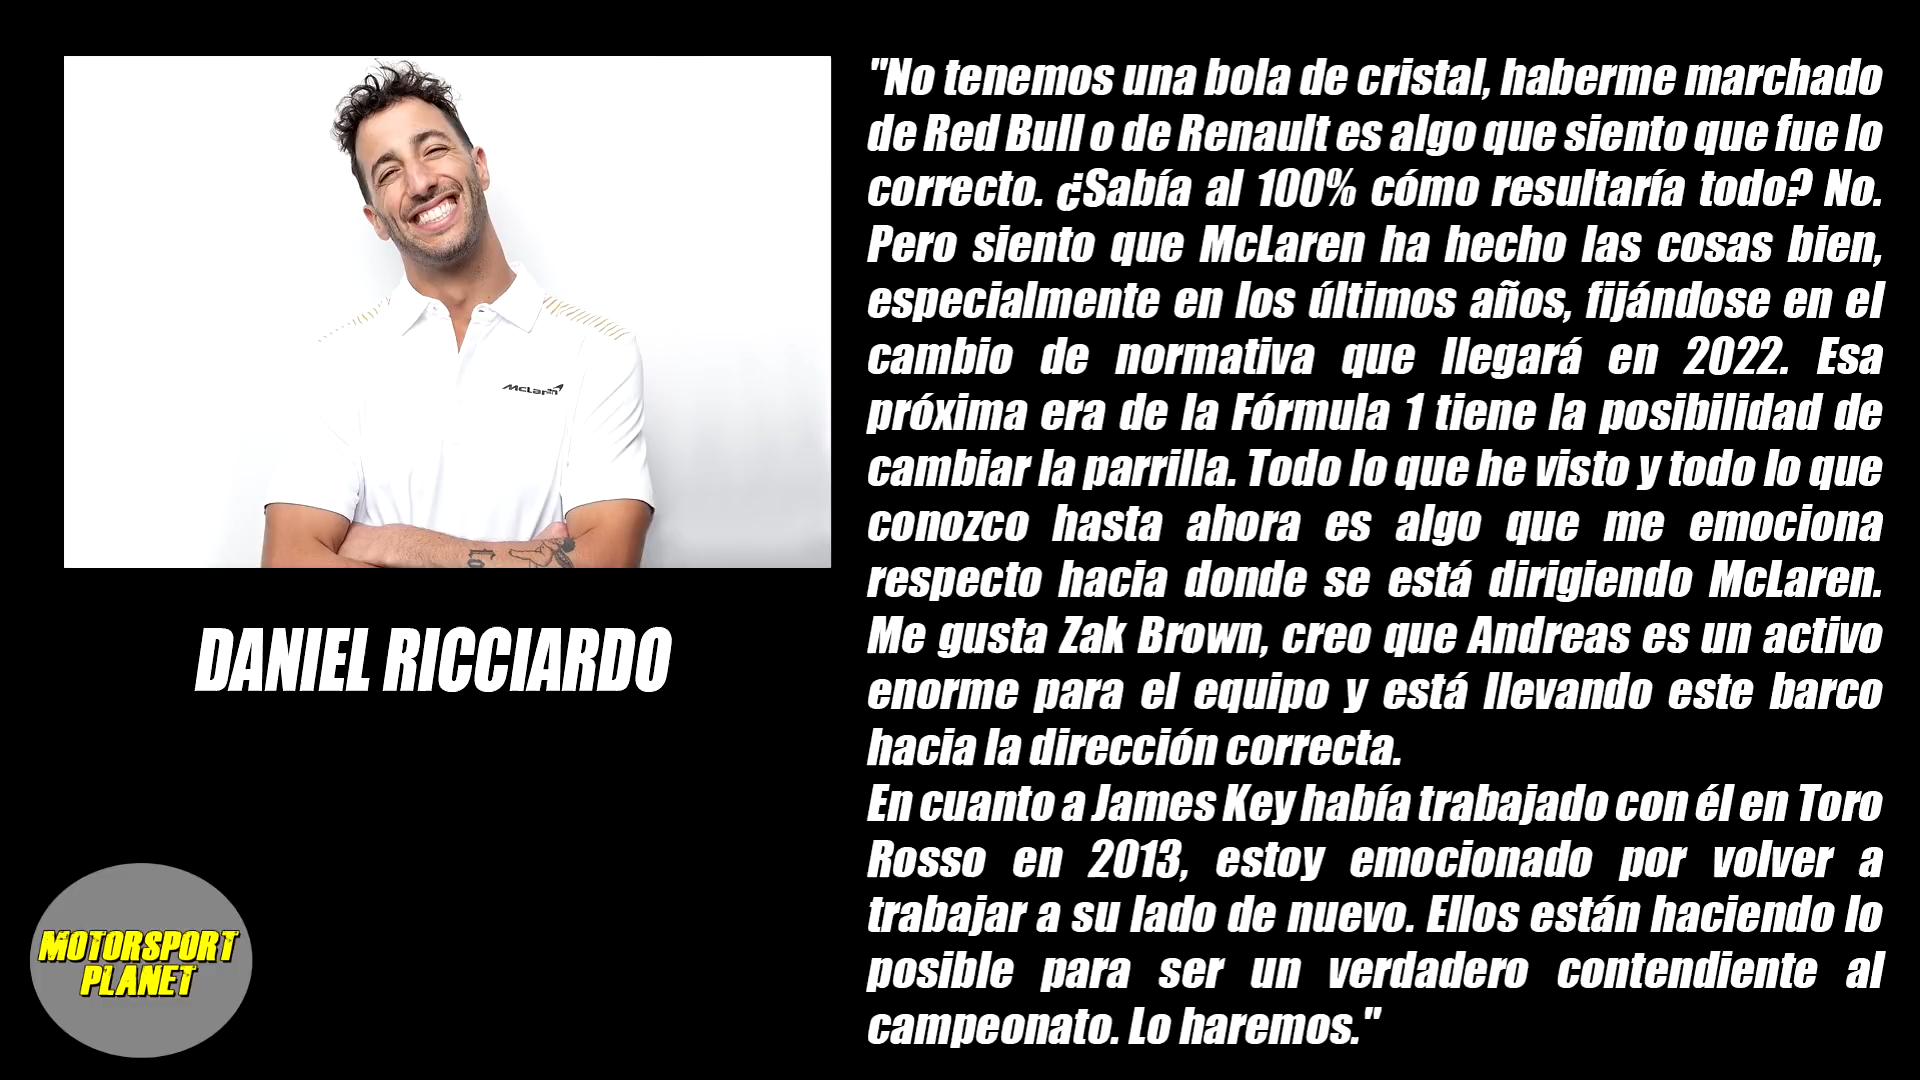 "No tenemos una bola de cristal, haberme marchado
de Red Bull o de Renault es algo que siento que fue lo
correcto. ¿Sabía al 100% cómo resultaría todo? No.
Pero siento que McLaren ha hecho las cosas bien,
especialmente en los últimos años, fijándose en el
cambio de normativa que llegará en 2022. Esa
próxima era de la Fórmula 1 tiene la posibilidad de
cambiar la parrilla. Todo lo que he visto y todo lo que
conozco hasta ahora es algo que me emociona
respecto hacia donde se está dirigiendo McLaren.
Me gusta Zak Brown, creo que Andreas es un activo
enorme para el equipo y está llevando este barco
hacia la dirección correcta.
En cuanto a James Key había trabajado con él en Toro
Rosso en 2013, estoy emocionado por volver a
trabajar a su lado de nuevo. Ellos están haciendo lo
posible para ser un verdadero contendiente al
campeonato. Lo haremos."
McLaren
DANIEL RICCIARDO
MOTORSPORT
PLANET